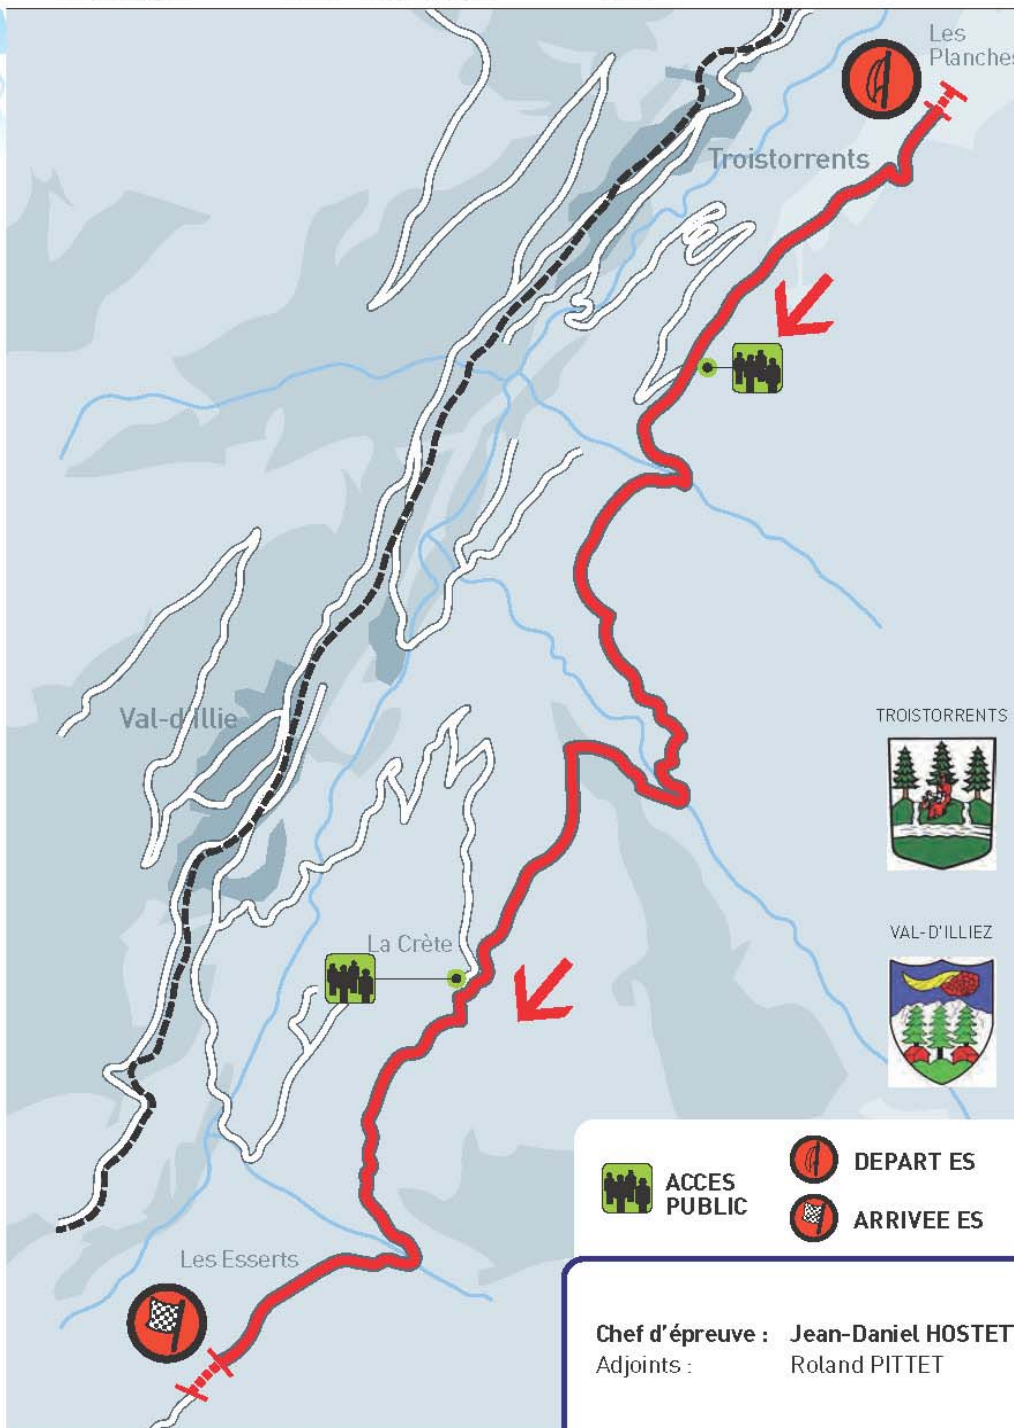 Les
Planches
Troistorrents
Val-d'Illie
TROISTORRENTS
VAL-D'ILLIEZ
La Crète
ACCES
PUBLIC
DEPART ES
ARRIVEE ES
Les Esserts
Chef d'épreuve : Jean-Daniel HOSTET
Adjoints : Roland PITTET